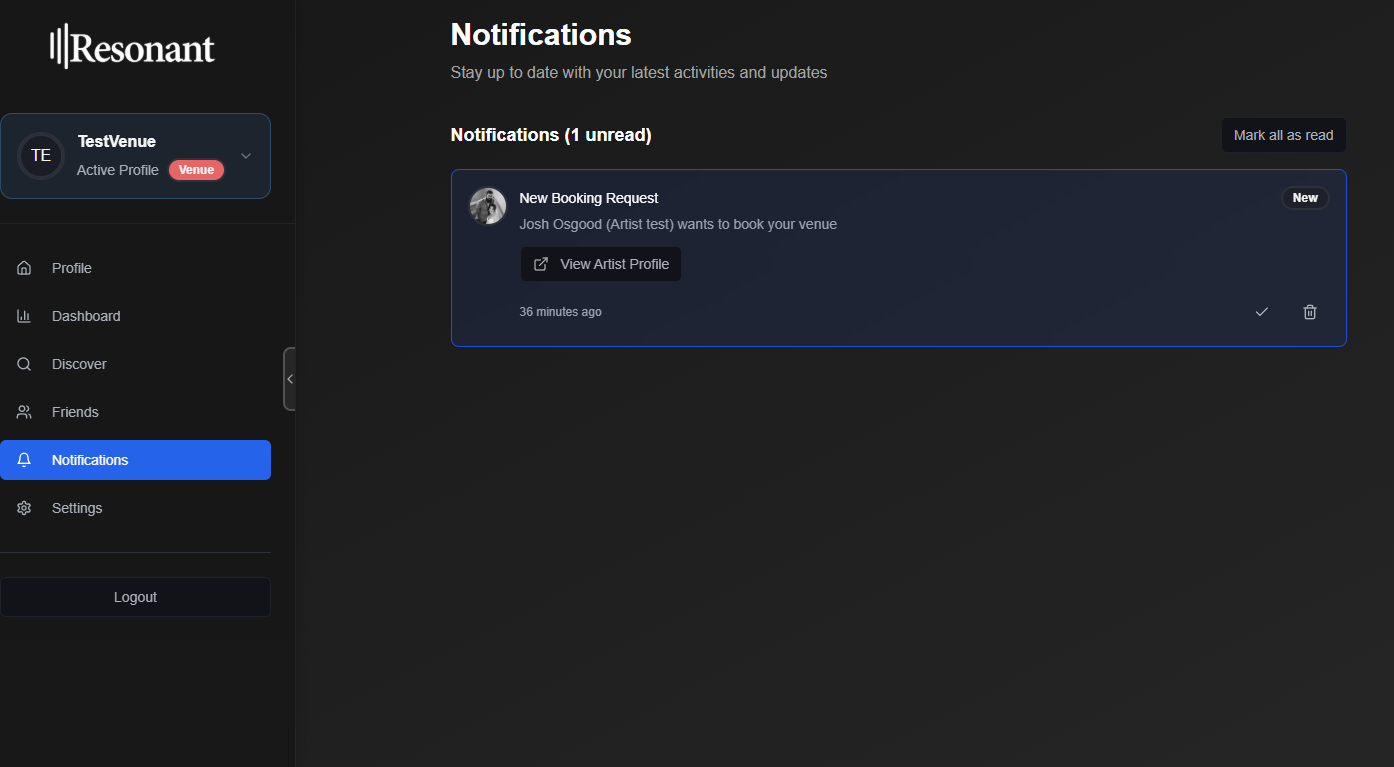 Resonant
TE
TestVenue
Active Profile Venue
Profile
Dashboard
Discover
Friends
Notifications
Settings
Logout
Notifications
Stay up to date with your latest activities and updates
Notifications (1 unread)
Mark all as read
New Booking Request
New
Josh Osgood (Artist test) wants to book your venue
View Artist Profile
36 minutes ago